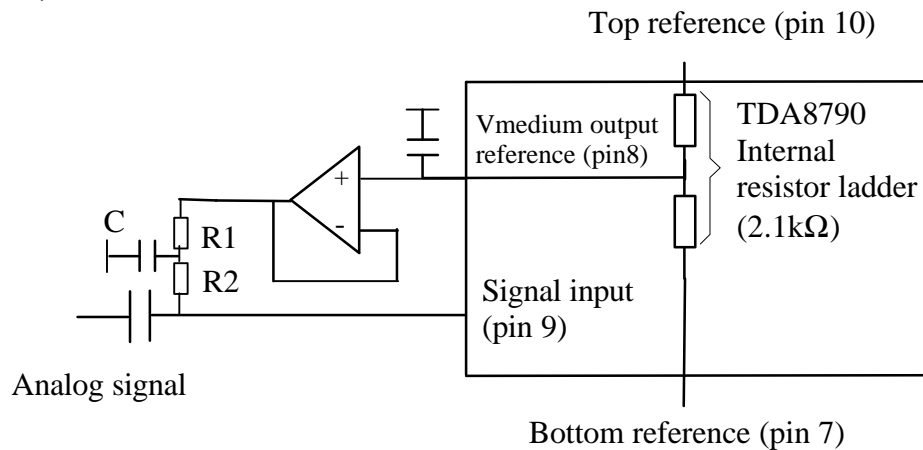 Top reference (pin 10)
Vmedium output
reference (pin8)
TDA8790
Internal
resistor ladder
(2.1kΩ)
+
-
C
R1
R2
Signal input
(pin 9)
Analog signal
Bottom reference (pin 7)